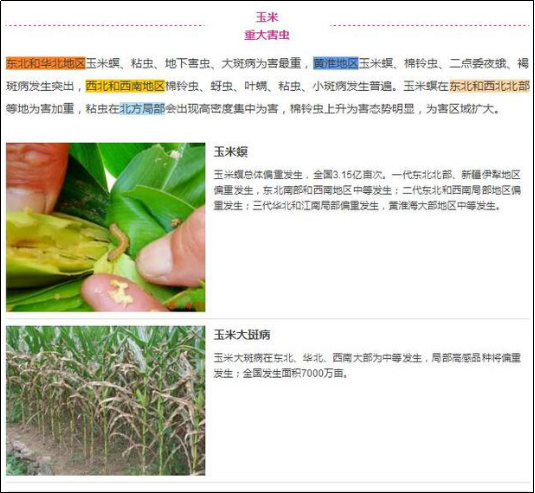 玉米
重大害虫
东北和华北地区玉米螟、粘虫、地下害虫、大斑病为害最重，黄淮地区玉米螟、棉铃虫、二点委夜蛾、褐
斑病发生突出，西北和西南地区棉铃虫、蚜虫、叶螨、粘虫、小斑病发生普遍。玉米螟在东北和西北北部
等地为害加重，粘虫在北方局部会出现高密度集中为害，棉铃虫上升为害态势明显，为害区域扩大。
玉米螟
玉米螟总体偏重发生，全国3.15亿亩次。一代东北北部、新疆伊犁地区
偏重发生，东北南部和西南地区中等发生；二代东北和西南局部地区偏
重发生；三代华北和江南局部偏重发生，黄淮海大部地区中等发生。
玉米大斑病
玉米大斑病在东北、华北、西南大部为中等发生，局部高感品种将偏重
发生；全国发生面积7000万亩。